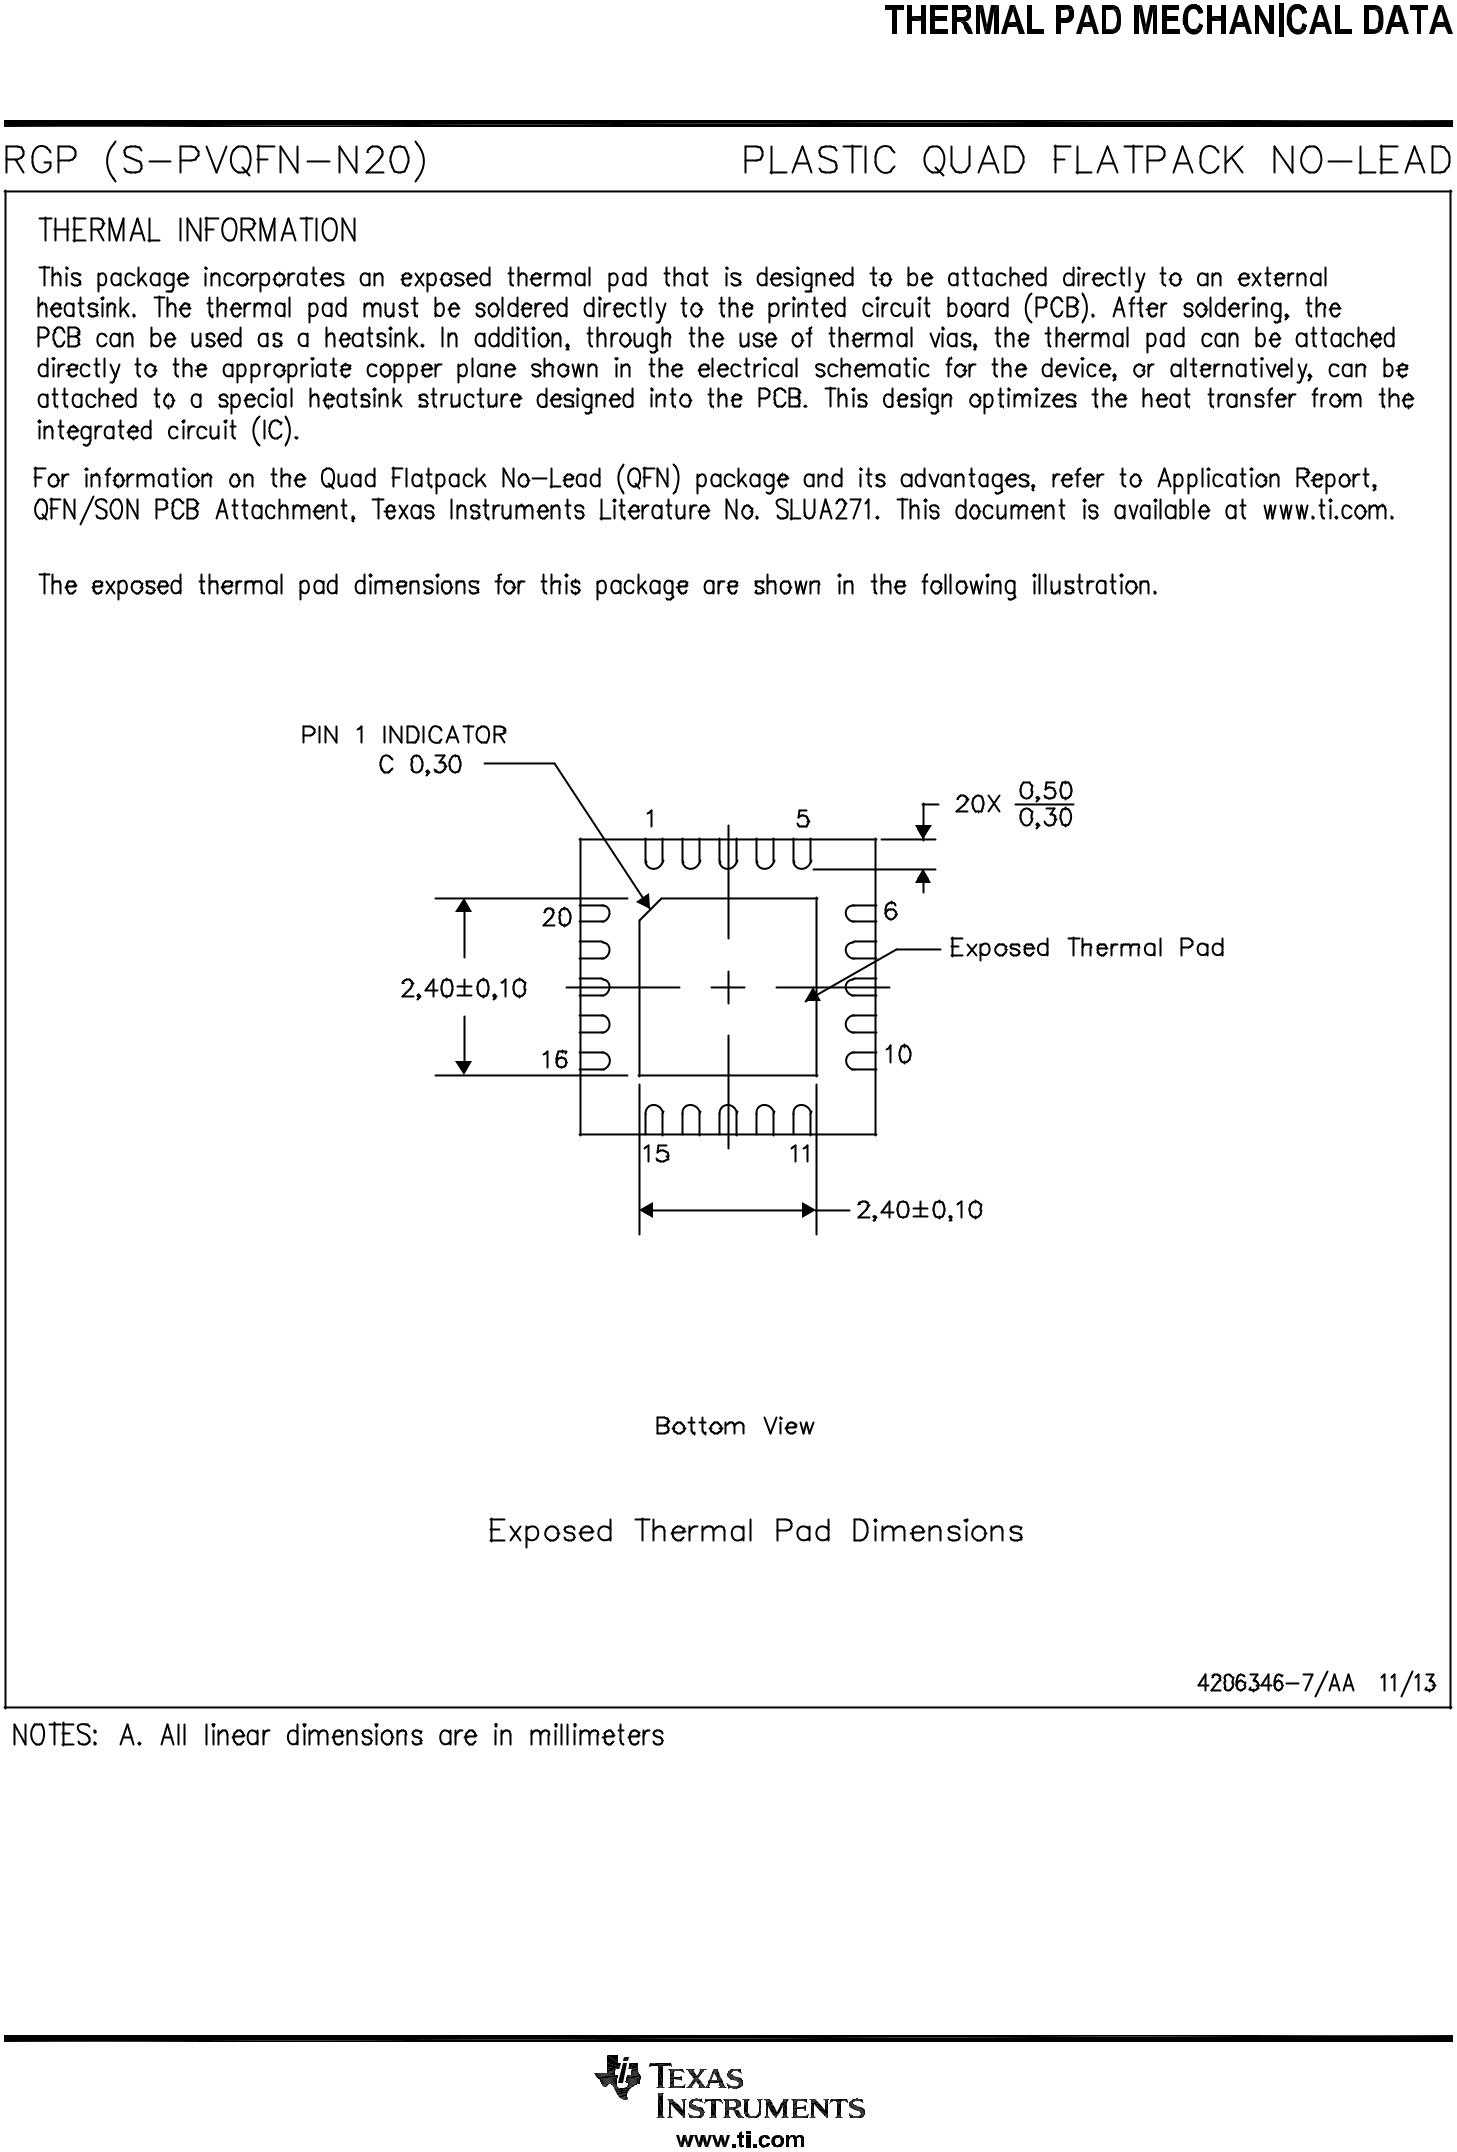 THERMAL PAD MECHANICAL DATA
RGP (S-PVQFN-N20)
PLASTIC QUAD FLATPACK NO-LEAD
THERMAL INFORMATION
This package incorporates an exposed thermal pad that is designed to be attached directly to an external
heatsink. The thermal pad must be soldered directly to the printed circuit board (PCB). After soldering, the
PCB can be used as a heatsink. In addition, through the use of thermal vias, the thermal pad can be attached
directly to the appropriate copper plane shown in the electrical schematic for the device, or alternatively, can be
attached to a special heatsink structure designed into the PCB. This design optimizes the heat transfer from the
integrated circuit (IC).
For information on the Quad Flatpack No-Lead (QFN) package and its advantages, refer to Application Report,
QFN/SON PCB Attachment, Texas Instruments Literature No. SLUA271. This document is available at www.ti.com.
The exposed thermal pad dimensions for this package are shown in the following illustration.
PIN 1 INDICATOR
C 0,30
20X 0,50
0,30
1
5
20
6
Exposed Thermal Pad
2,40±0,10
16
10
15
11
2,40±0,10
Bottom View
Exposed Thermal Pad Dimensions
4206346-7/AA 11/13
NOTES: A. All linear dimensions are in millimeters
TEXAS
INSTRUMENTS
www.ti.com